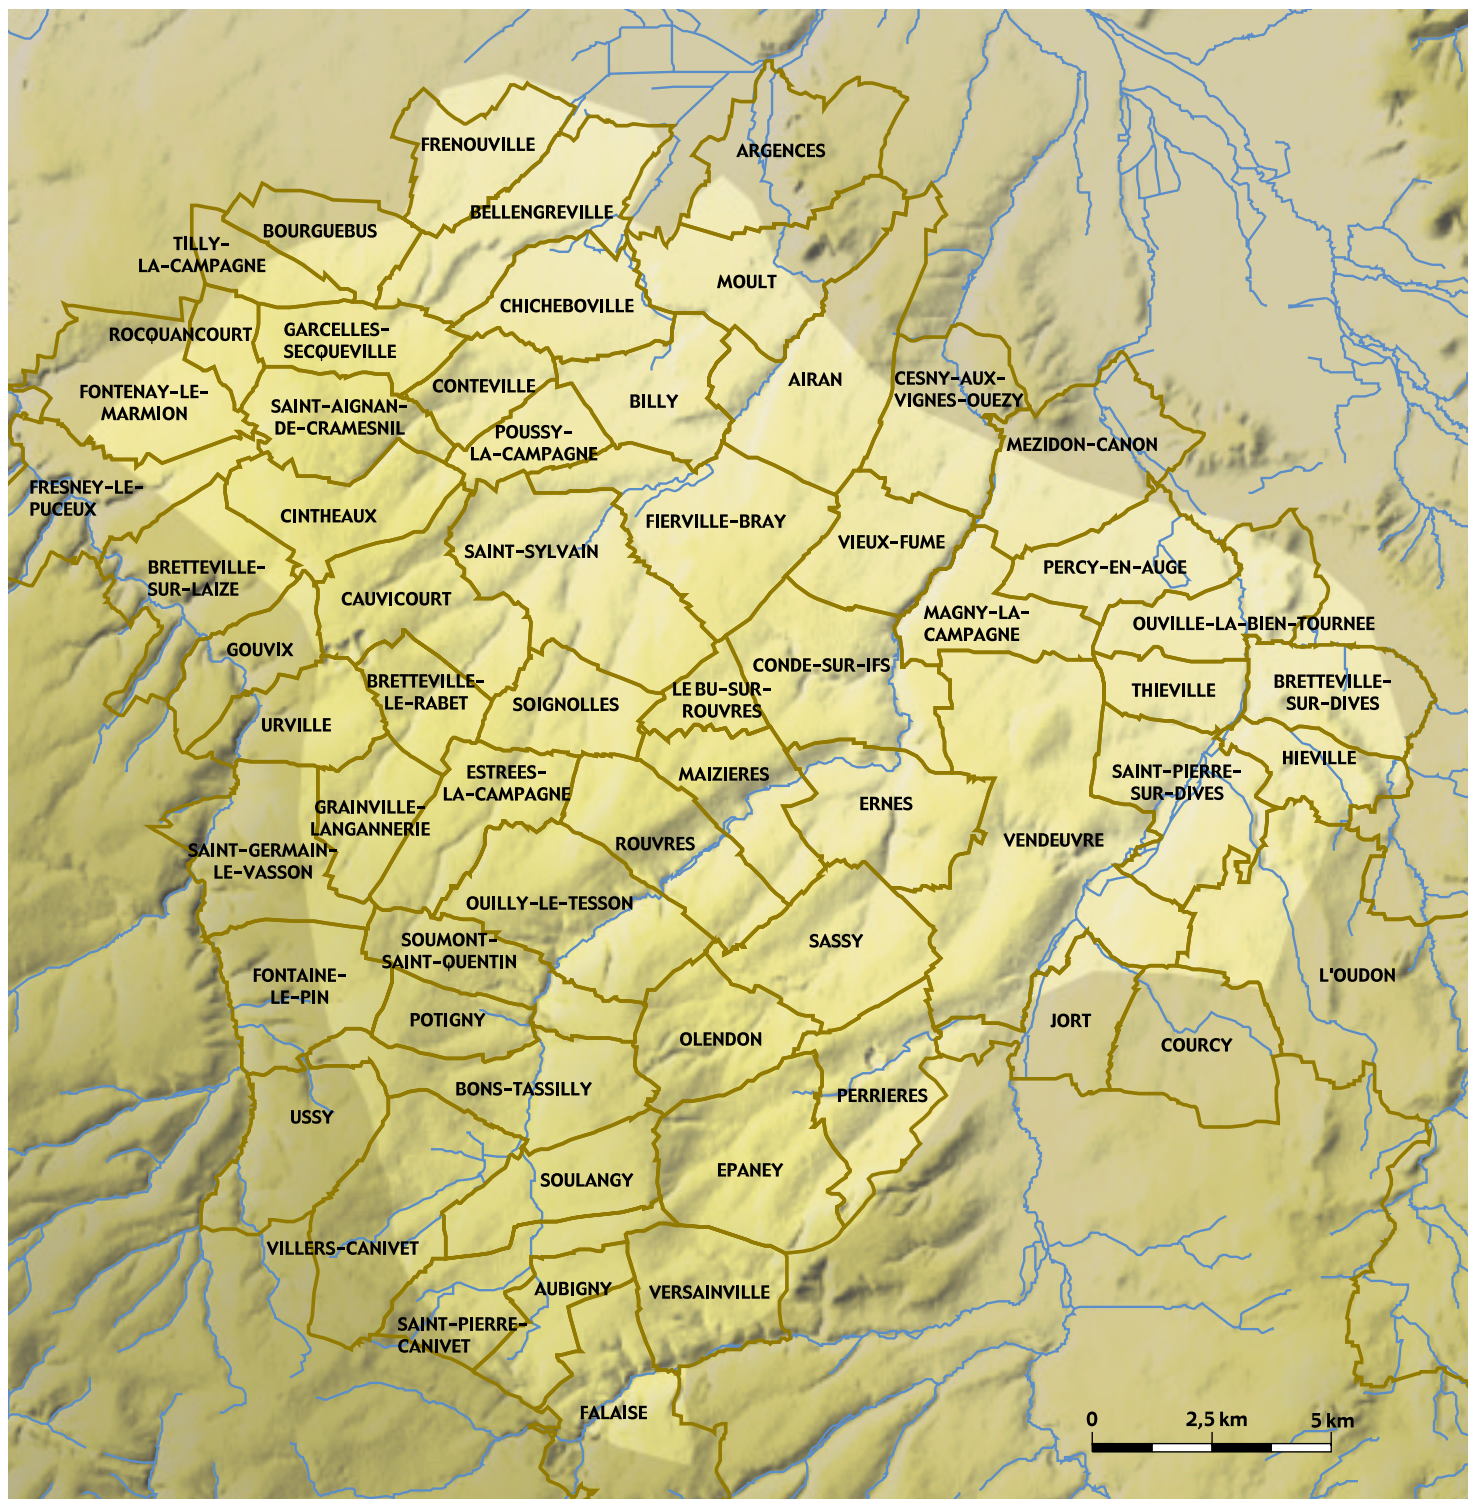 FRENOUVILLE
ARGENCES
BELLENGREVILLE
BOURGUEBUS
TILLY-
LA-CAMPAGNE
MOULT
CHICHEBOVILLE
ROCQUANCOURT
GARCELLES-
SECQUEVILLE
AIRAN
CESNY-AUX-
VIGNES-OUEZY
CONTEVILLE
FONTENAY-LE-
MARMION
BILLY
SAINT-AIGNAN-
DE-CRAMESNIL
POUSSY-
LA-CAMPAGNE
MEZIDON-CANON
FRESNEY-LE-
PUCEUX
CINTHEAUX
FIERVILLE-BRAY
VIEUX-FUME
SAINT-SYLVAIN
BRETTEVILLE-
SUR-LAIZE
PERCY-EN-AUGE
CAUVICOURT
MAGNY-LA-
CAMPAGNE
OUVILLE-LA-BIEN-TOURNEE
GOUVIX
CONDE-SUR-IFS
BRETTEVILLE-
LE-RABET
SOIGNOLLES
LE BU-SUR-
ROUVRES
THIEVILLE
BRETTEVILLE-
SUR-DIVES
URVILLE
HIEVILLE
ESTREES-
LA-CAMPAGNE
MAIZIERES
SAINT-PIERRE-
SUR-DIVES
GRAINVILLE-
LANGANNERIE
ERNES
VENDEUVRE
ROUVRES
SAINT-GERMAIN-
LE-VASSON
OUILLY-LE-TESSON
SOUMONT-
SAINT-QUENTIN
SASSY
FONTAINE-
LE-PIN
L'OUDON
POTIGNY
JORT
OLENDON
COURCY
BONS-TASSILLY
PERRIERES
USSY
EPANEY
SOULANGY
VILLERS-CANIVET
AUBIGNY
VERSAINVILLE
SAINT-PIERRE-
CANIVET
FALAISE
0 2,5 km 5 km